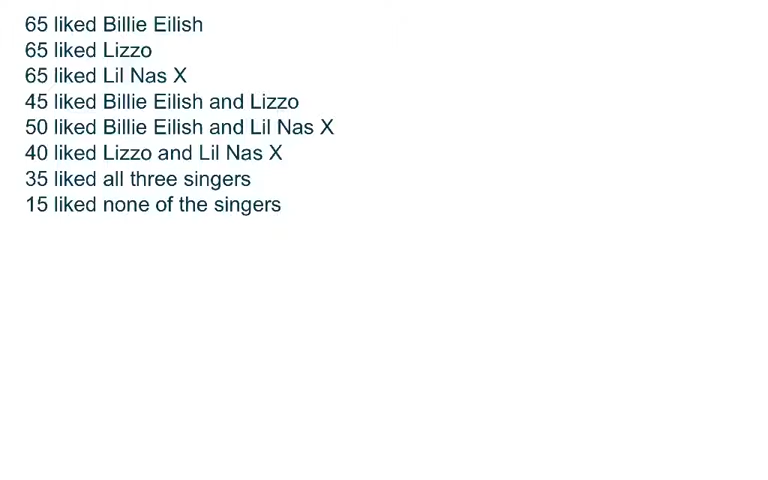 65 liked Billie Eilish
65 liked Lizzo
65 liked Lil Nas X
45 liked Billie Eilish and Lizzo
50 liked Billie Eilish and Lil Nas X
40 liked Lizzo and Lil Nas X
35 liked all three singers
15 liked none of the singers